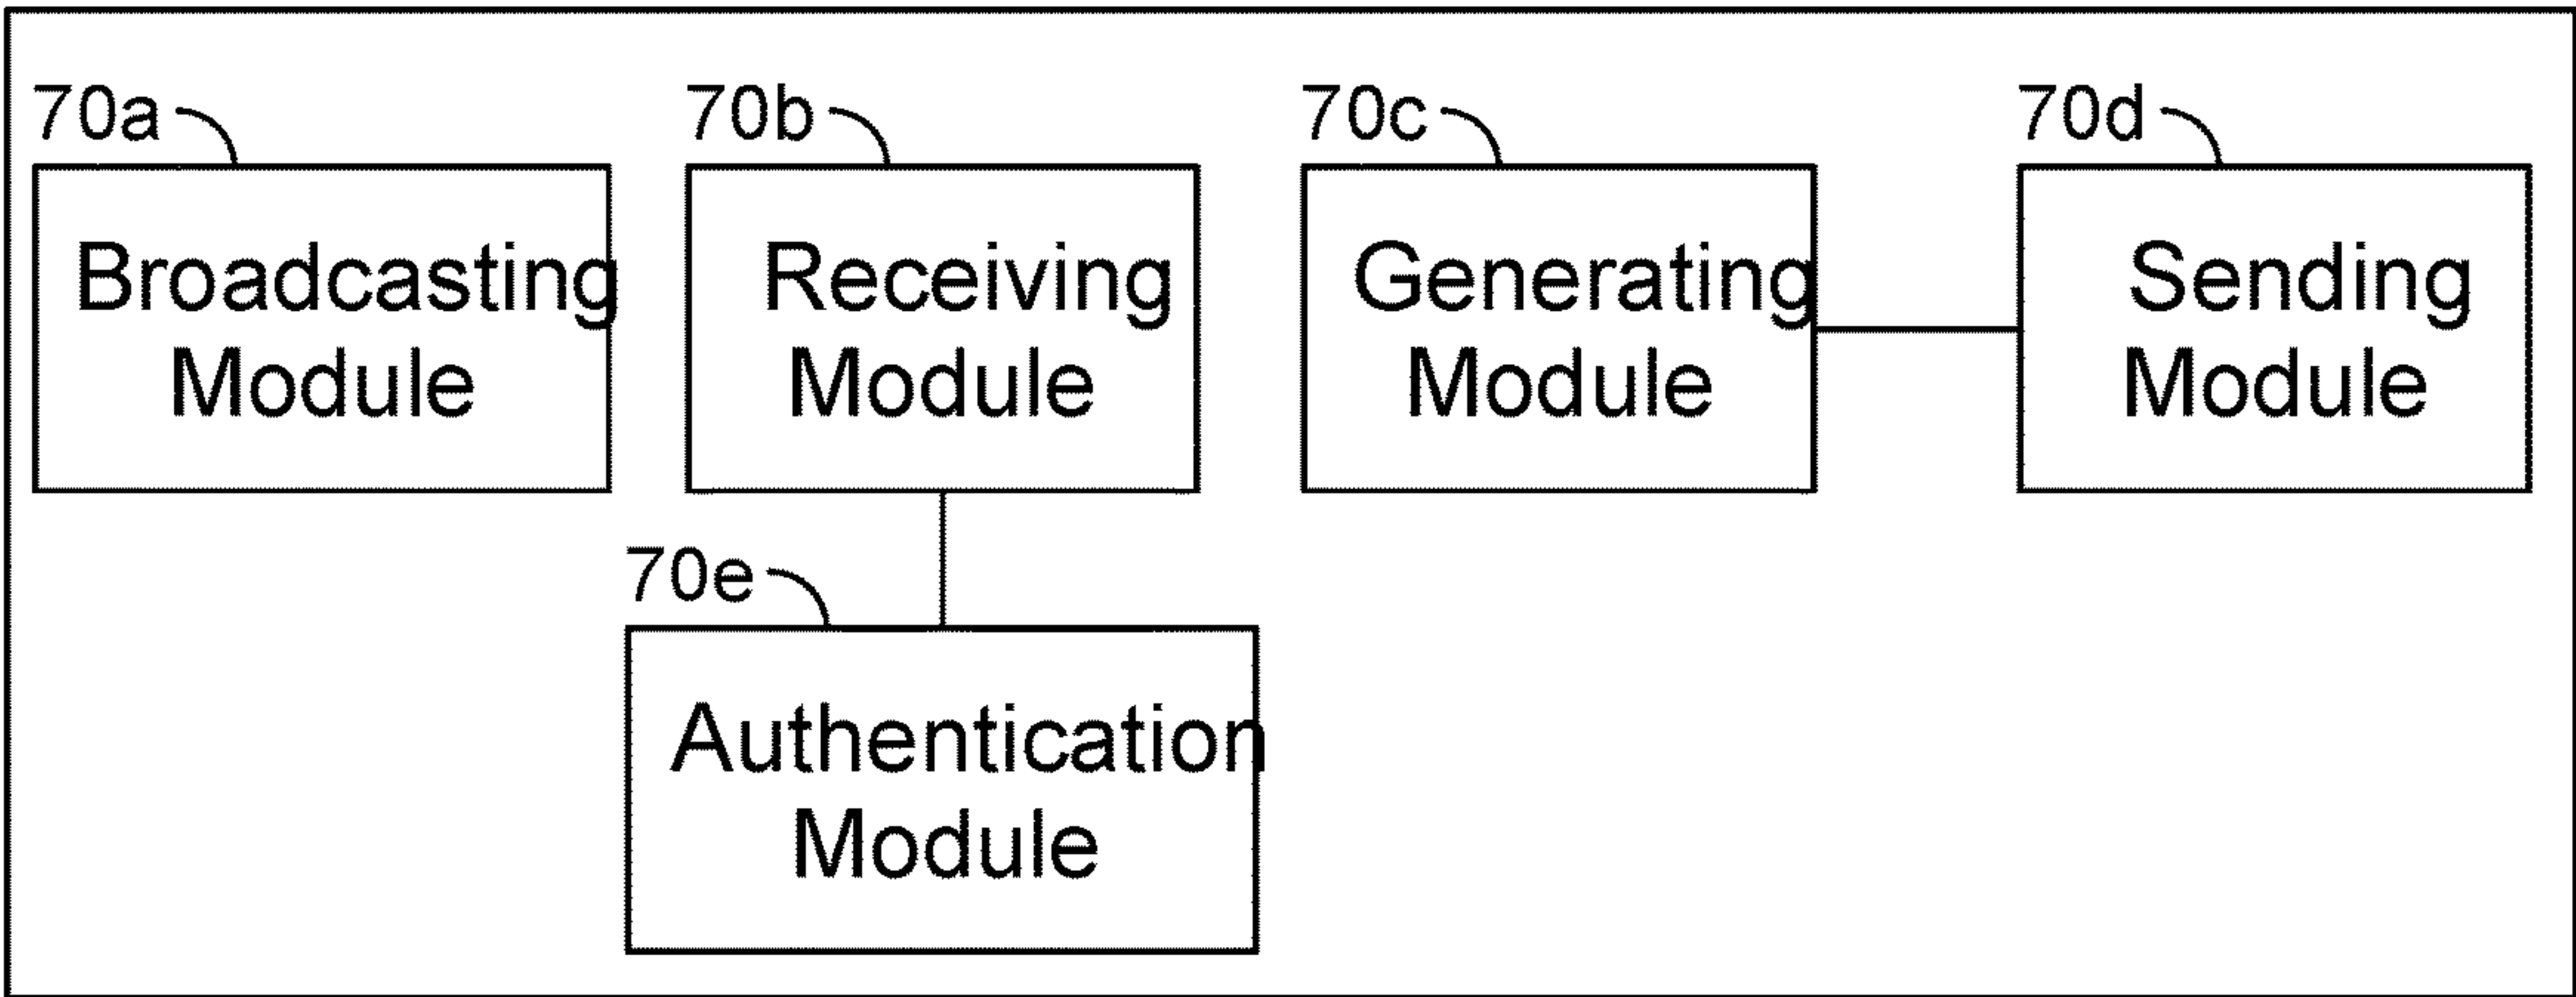 70a
Broadcasting
Module
70b
Receiving
Module
70c
Generating
Module
70d
Sending
Module
70e
Authentication
Module